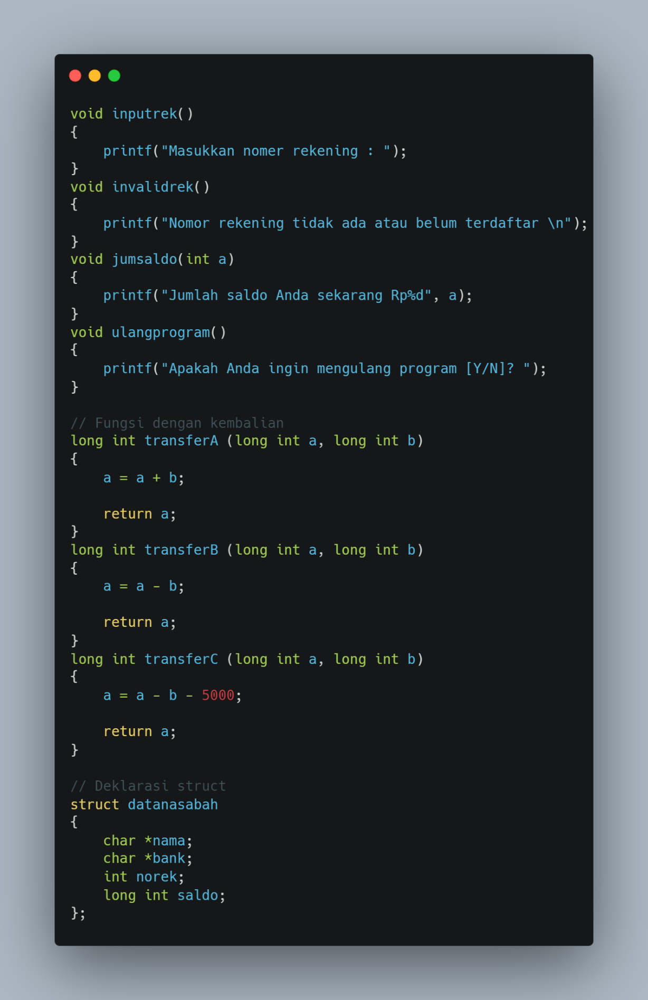 void inputrek()
{
    printf("Masukkan nomer rekening : ");
}
void invalidrek()
{
    printf("Nomor rekening tidak ada atau belum terdaftar \n");
}
void jumsaldo(int a)
{
    printf("Jumlah saldo Anda sekarang Rp%d", a);
}
void ulangprogram()
{
    printf("Apakah Anda ingin mengulang program [Y/N]? ");
}

// Fungsi dengan kembalian
long int transferA (long int a, long int b)
{
    a = a + b;

    return a;
}
long int transferB (long int a, long int b)
{
    a = a - b;

    return a;
}
long int transferC (long int a, long int b)
{
    a = a - b - 5000;

    return a;
}

// Deklarasi struct
struct datanasabah
{
    char *nama;
    char *bank;
    int norek;
    long int saldo;
};